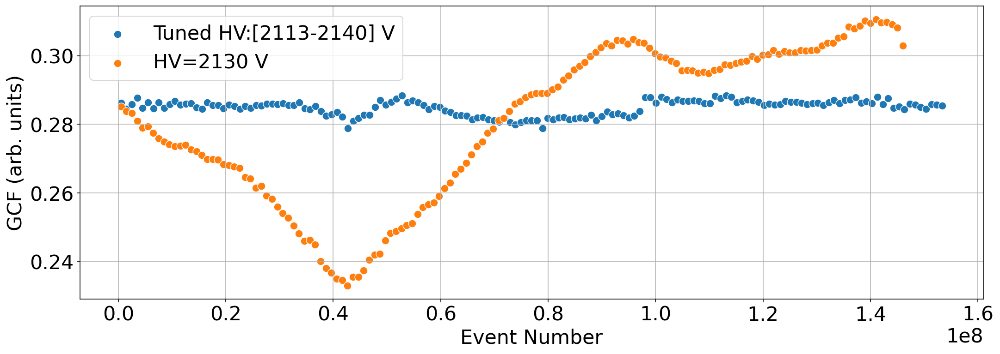 Tuned HV:[2113-2140] V
HV=2130 V
GCF (arb. units)
0.30
0.28
0.26
0.24
0.0 0.2 0.4 0.6 0.8 1.0 1.2 1.4 1.6
Event Number
1e8